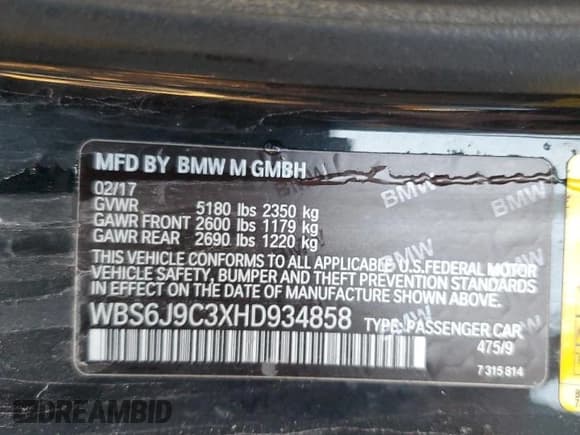 MFD BY BMW M GMBH
02/17
GVWR 5180 lbs 2350 kg
GAWR FRONT 2600 lbs 1179 kg
GAWR REAR 2690 lbs 1220 kg
THIS VEHICLE CONFORMS TO ALL APPLICABLE U.S.FEDERAL MOTOR
VEHICLE SAFETY, BUMPER AND THEFT PREVENTION STANDARDS
IN EFFECT ON THE DATE OF MANUFACTURE SHOWN ABOVE.
WBS6J9C3XHD934858 TYPE: PASSENGER CAR
475/9
7 315 814
BMW
BMW
BMW
BMW
DREAMBID